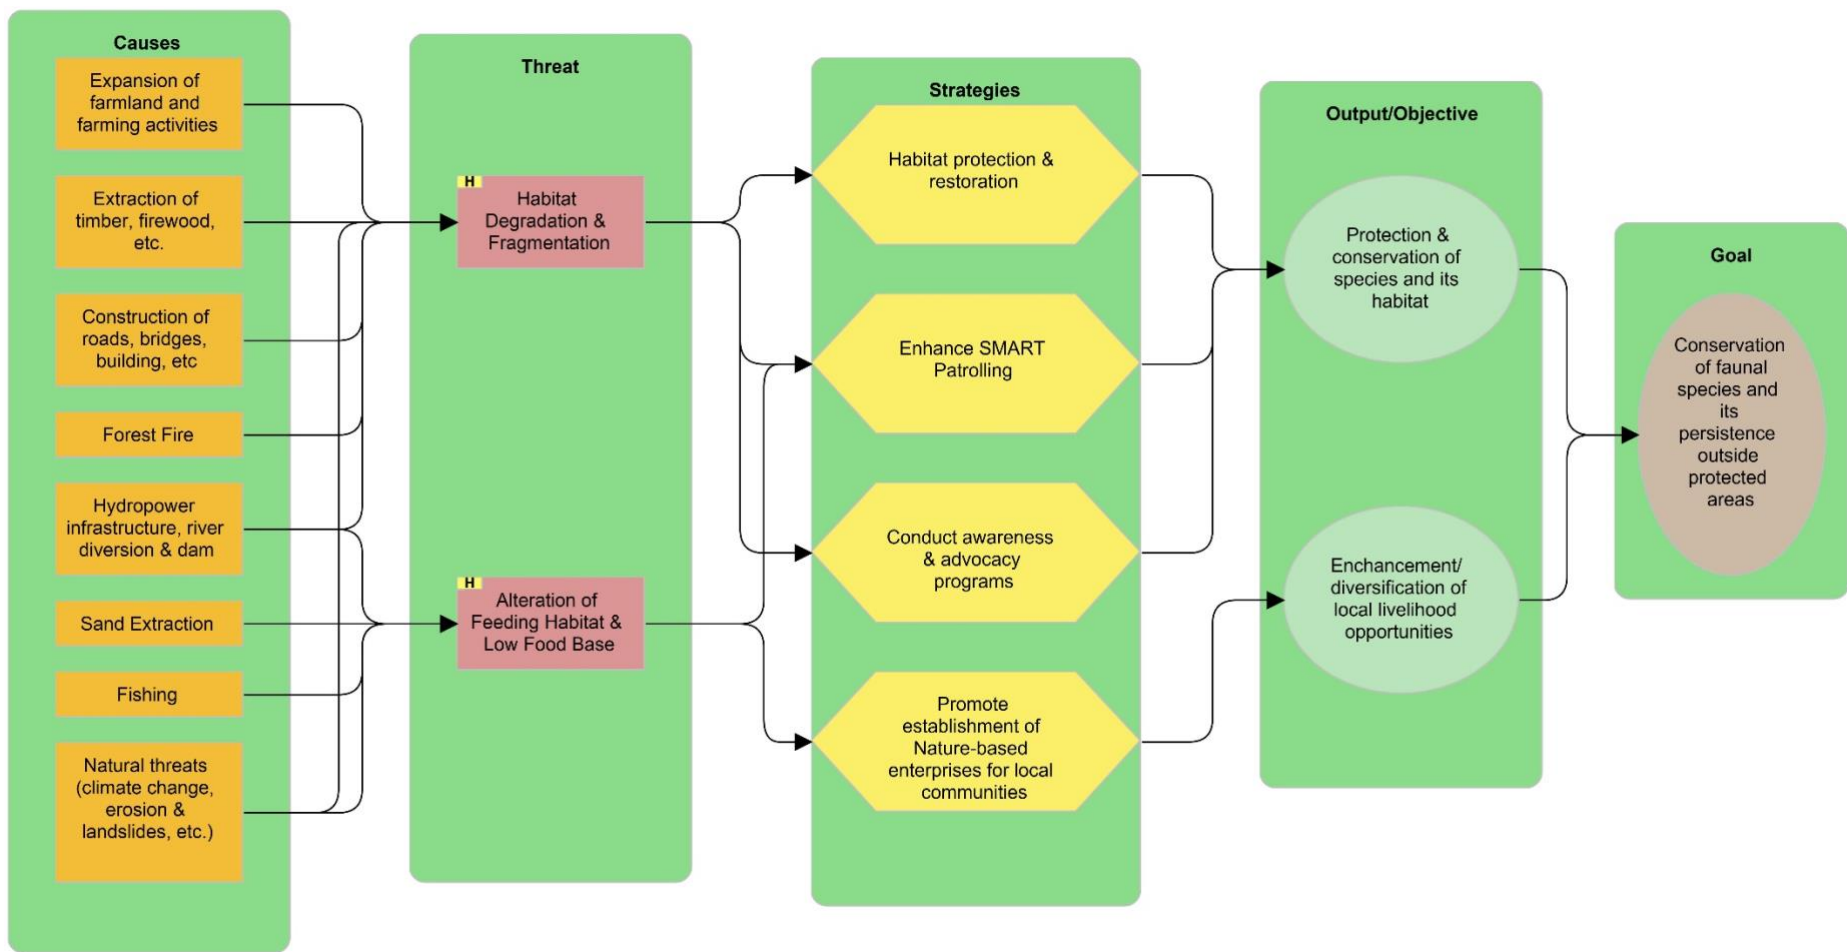 Causes
Expansion of
farmland and
farming activities
Extraction of
timber, firewood,
etc.
Construction of
roads, bridges,
building, etc
Forest Fire
Hydropower
infrastructure, river
diversion & dam
Sand Extraction
Fishing
Natural threats
(climate change,
erosion &
landslides, etc.)
Threat
H
Habitat
Degradation &
Fragmentation
H
Alteration of
Feeding Habitat &
Low Food Base
Strategies
Habitat protection &
restoration
Enhance SMART
Patrolling
Conduct awareness
& advocacy
programs
Promote
establishment of
Nature-based
enterprises for local
communities
Output/Objective
Protection &
conservation of
species and its
habitat
Enchancement/
diversification of
local livelihood
opportunities
Goal
Conservation
of faunal
species and
its
persistence
outside
protected
areas